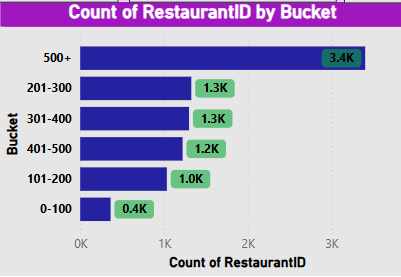 Count of RestaurantID by Bucket
Bucket
500+ 3.4K
201-300 1.3K
301-400 1.3K
401-500 1.2K
101-200 1.0K
0-100 0.4K
0K 1K 2K 3K
Count of RestaurantID